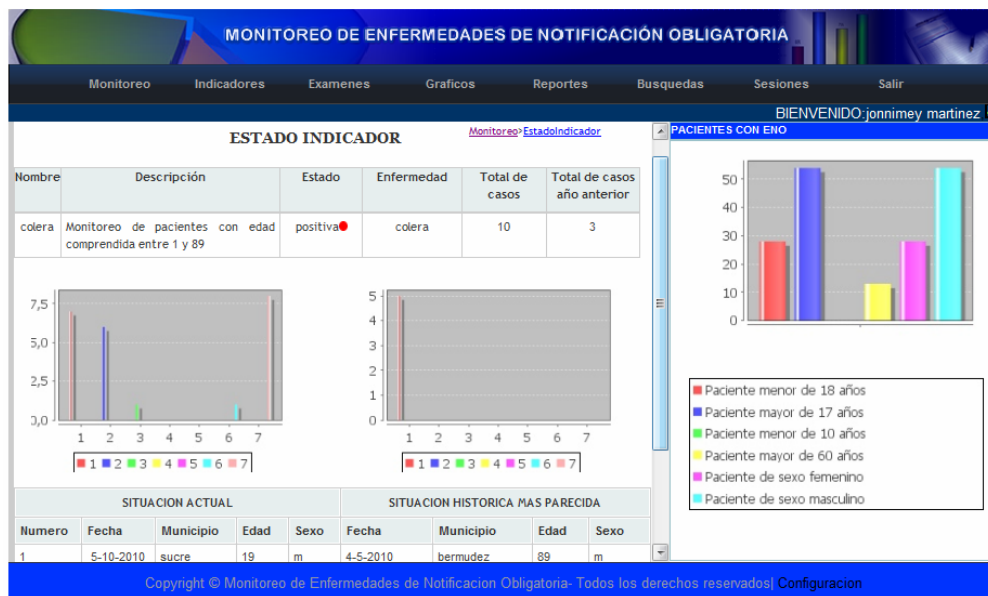 MONITOREO DE ENFERMEDADES DE NOTIFICACIÓN OBLIGATORIA
Monitoreo Indicadores Examenes Graficos Reportes Busquedas Sesiones Salir
BIENVENIDO:jonnimey martinez
ESTADO INDICADOR
Monitoreo>EstadoIndicador
Nombre Descripción Estado Enfermedad Total de casos Total de casos año anterior
colera Monitoreo de pacientes con edad comprendida entre 1 y 89 positiva colera 10 3
7,5
5,0
2,5
0,0
1 2 3 4 5 6 7
1 2 3 4 5 6 7
5
4
3
2
1
0
1 2 3 4 5 6 7
1 2 3 4 5 6 7
SITUACION ACTUAL SITUACION HISTORICA MAS PARECIDA
Numero Fecha Municipio Edad Sexo Fecha Municipio Edad Sexo
1 5-10-2010 sucre 19 m 4-5-2010 bermudez 89 m
PACIENTES CON ENO
50
40
30
20
10
0
Paciente menor de 18 años
Paciente mayor de 17 años
Paciente menor de 10 años
Paciente mayor de 60 años
Paciente de sexo femenino
Paciente de sexo masculino
Copyright © Monitoreo de Enfermedades de Notificacion Obligatoria- Todos los derechos reservados| Configuracion